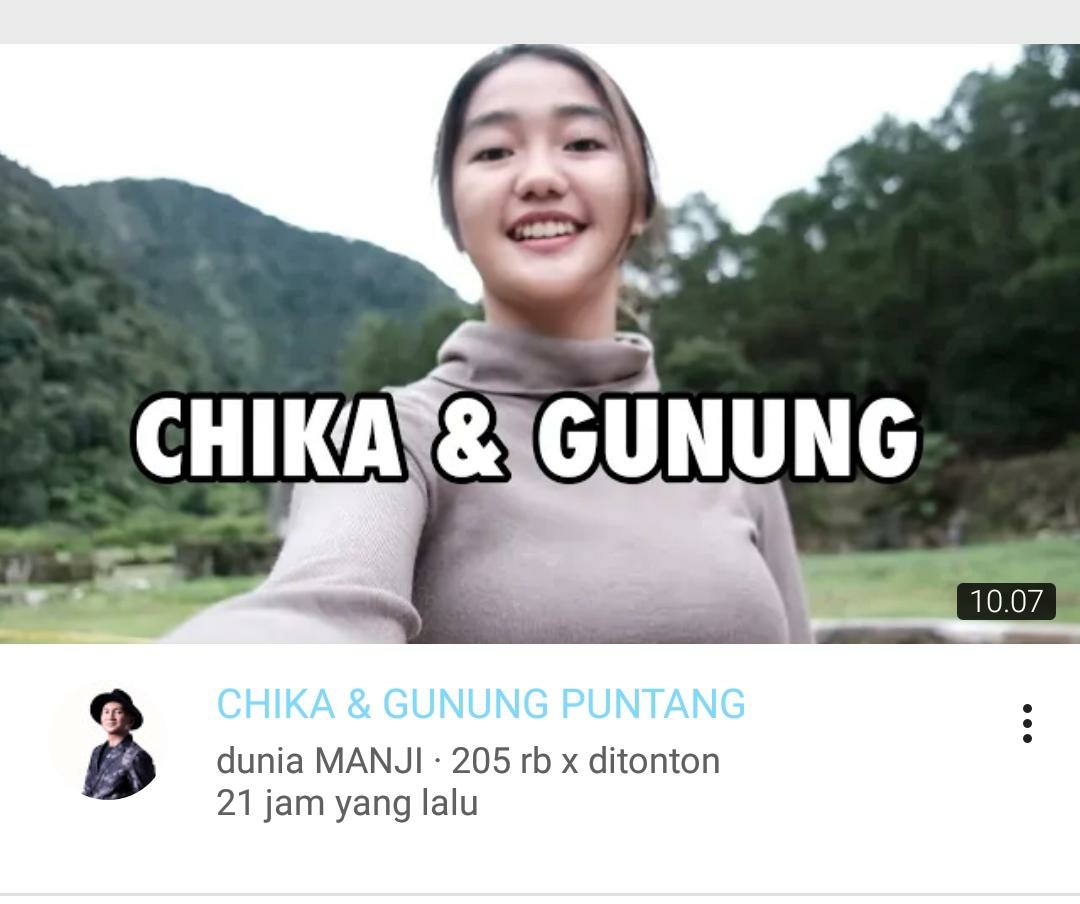 CHIKA & GUNUNG
10.07
CHIKA & GUNUNG PUNTANG
dunia MANJI · 205 rb x ditonton
21 jam yang lalu